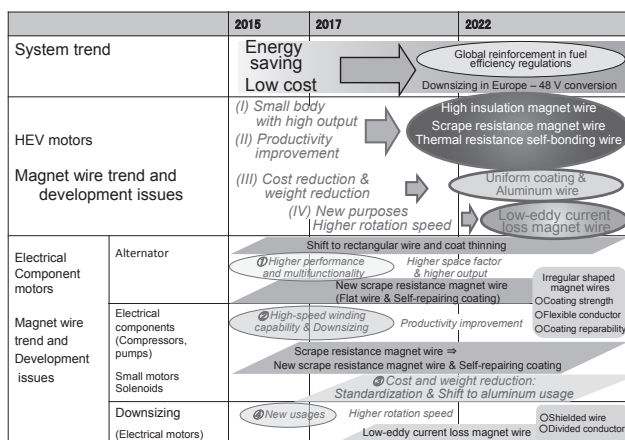 2015
2017
2022
System trend
Energy
saving
Low cost
Global reinforcement in fuel
efficiency regulations
Downsizing in Europe – 48 V conversion
HEV motors
Magnet wire trend and
development issues
(I) Small body
with high output
(II) Productivity
improvement
High insulation magnet wire
Scrape resistance magnet wire
Thermal resistance self-bonding wire
(III) Cost reduction &
weight reduction
Uniform coating &
Aluminum wire
(IV) New purposes
Higher rotation speed
Low-eddy current
loss magnet wire
Electrical
Component
motors
Magnet wire
trend and
Development
issues
Alternator
Shift to rectangular wire and coat thinning
① Higher performance
and multifunctionality
Higher space factor
& higher output
New scrape resistance magnet wire
(Flat wire & Self-repairing coating)
Irregular shaped
magnet wires
○Coating strength
○Flexible conductor
○Coating reparability
Electrical
components
(Compressors,
pumps)
Small motors
Solenoids
② High-speed winding
capability & Downsizing
Productivity improvement
Scrape resistance magnet wire ⇒
New scrape resistance magnet wire & Self-repairing coating
③ Cost and weight reduction:
Standardization & Shift to aluminum usage
Downsizing
(Electrical motors)
④ New usages
Higher rotation speed
Low-eddy current loss magnet wire
○Shielded wire
○Divided conductor